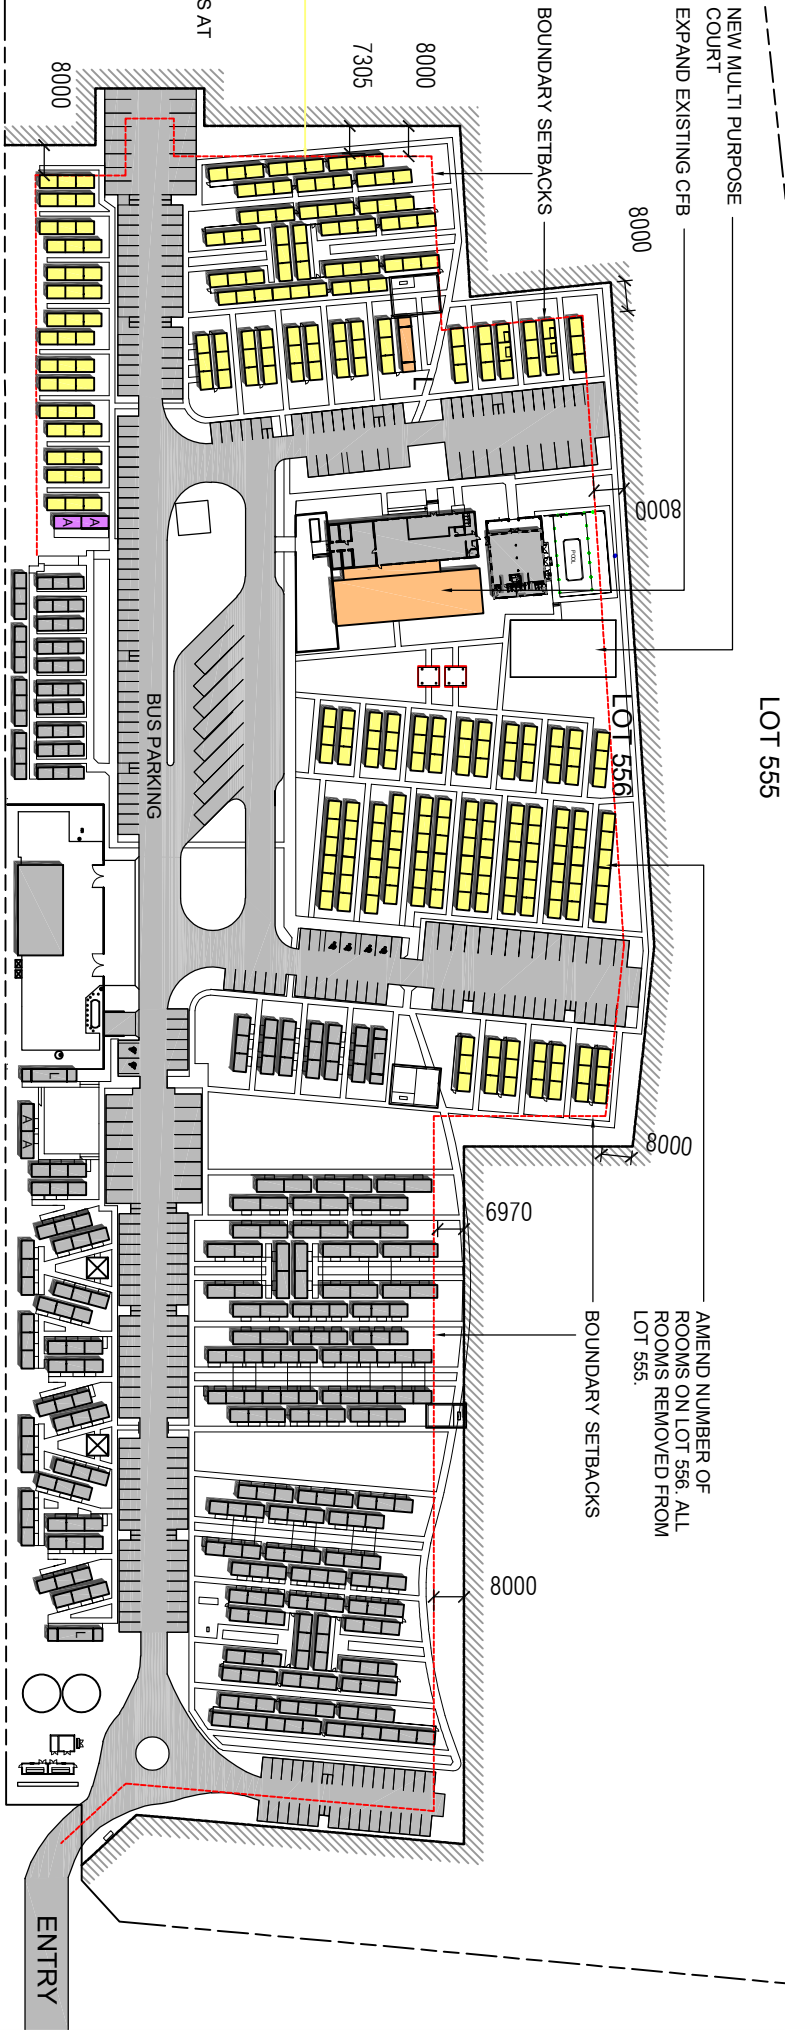 NEW MULTI PURPOSE
COURT
EXPAND EXISTING CFB
BOUNDARY SETBACKS
S AT
8000
7305
8000
8000
8000
LOT 555
LOT 556
POOL
L
A
A
BUS PARKING
8000
6970
AMEND NUMBER OF
ROOMS ON LOT 556. ALL
ROOMS REMOVED FROM
LOT 555.
BOUNDARY SETBACKS
8000
L
L
A
A
L
ENTRY